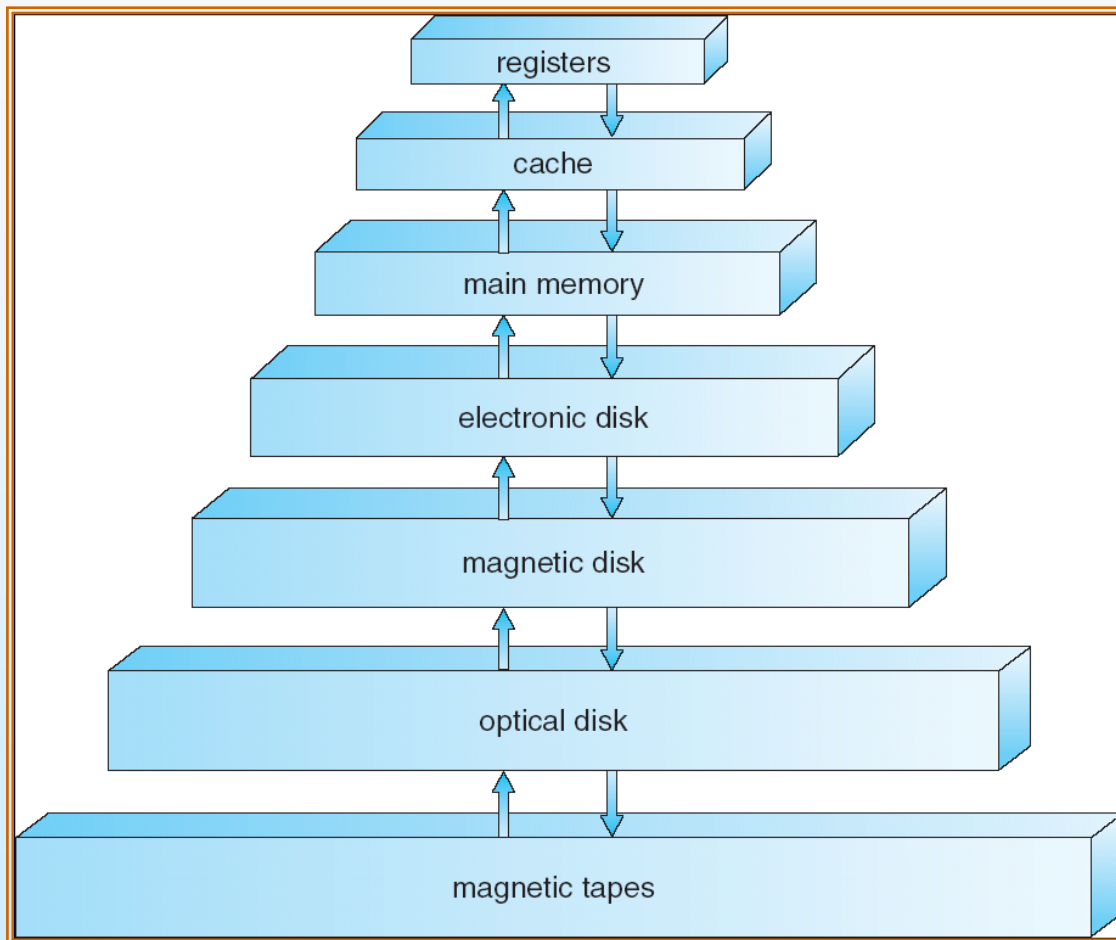 registers
cache
main memory
electronic disk
magnetic disk
optical disk
magnetic tapes